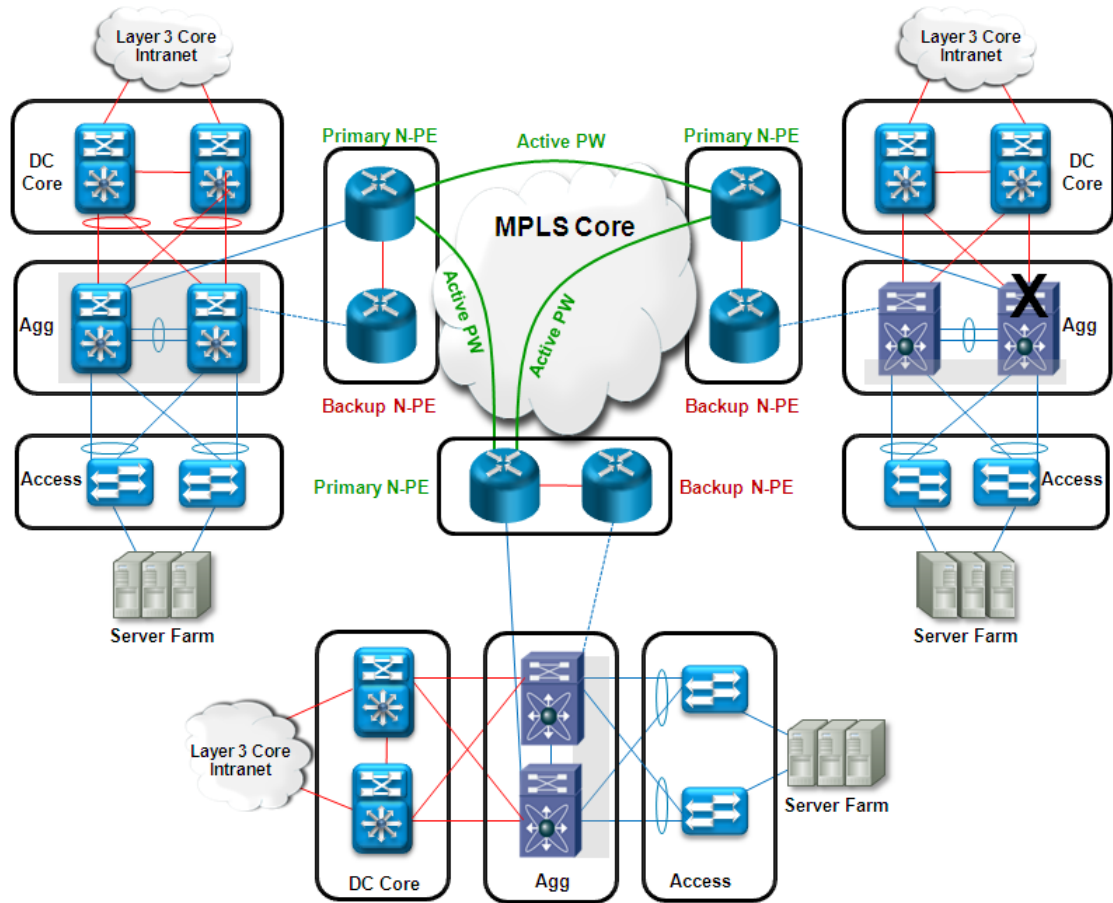 Layer 3 Core
Intranet
Layer 3 Core
Intranet
DC
Core
Primary N-PE
Active PW
Primary N-PE
DC
Core
MPLS Core
Agg
Active PW
Active PW
X
Agg
Backup N-PE
Backup N-PE
Access
Primary N-PE
Backup N-PE
Access
Server Farm
Server Farm
Layer 3 Core
Intranet
Server Farm
DC Core
Agg
Access